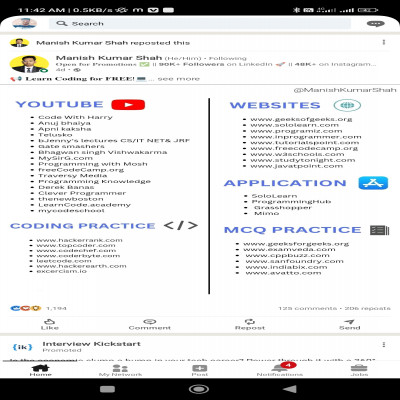 11:42 AM | 0.5KB/s
Search
Manish Kumar Shah reposted this
Manish Kumar Shah (He/Him) • Following
Open for Promotions ✅ || 90K+ Followers on LinkedIn 🚀 || 48K+ on Instagram...
4d •
📢 Learn Coding for FREE! 💻 ... see more
@ManishKumarShah
YOUTUBE
• Code With Harry
• Anuj bhaiya
• Apni kaksha
• Telusko
• bJenny's lectures CS/IT NET& JRF
• Gate smashers
• Bhagwan singh Vishwakarma
• MySirG.com
• Programming with Mosh
• FreeCodeCamp.org
• Traversy Media
• Programming Knowledge
• Derek Banas
• Clever Programmer
• thenewboston
• LearnCode.academy
• mycodeschool
CODING PRACTICE </>
• www.hackerrank.com
• www.topcoder.com
• www.codechef.com
• www.coderbyte.com
• leetcode.com
• www.hackerearth.com
• excercism.io
WEBSITES
• www.geeksofgeeks.org
• www.sololearn.com
• www.programiz.com
• www.inprogrammer.com
• www.tutorialspoint.com
• www.freecodecamp.org
• www.w3schools.com
• www.studytonight.com
• www.javatpoint.com
APPLICATION
• SoloLearn
• ProgrammingHub
• Grasshopper
• Mimo
MCQ PRACTICE
• www.geeksforgeeks.org
• www.examveda.com
• www.cppbuzz.com
• www.sanfoundry.com
• www.indiabix.com
• www.avatto.com
1,194
125 comments • 206 reposts
Like
Comment
Repost
Send
{ik}
Interview Kickstart
Promoted
Home
My Network
Post
4
Notifications
Jobs